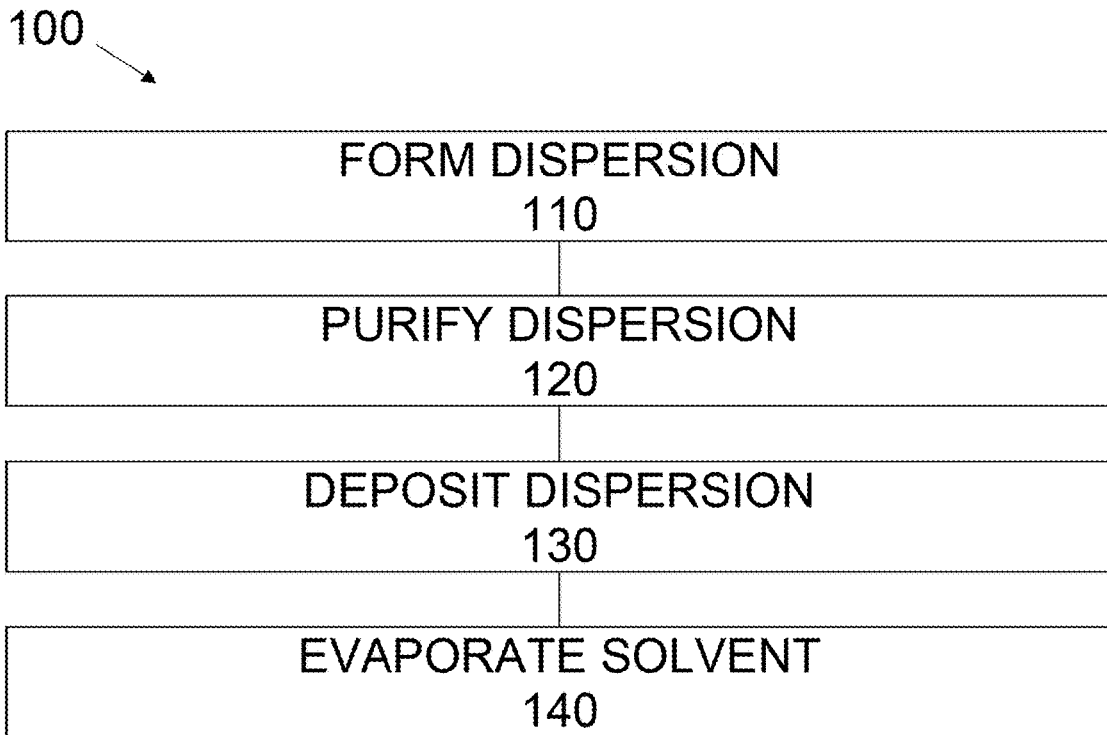 100
FORM DISPERSION
110
PURIFY DISPERSION
120
DEPOSIT DISPERSION
130
EVAPORATE SOLVENT
140